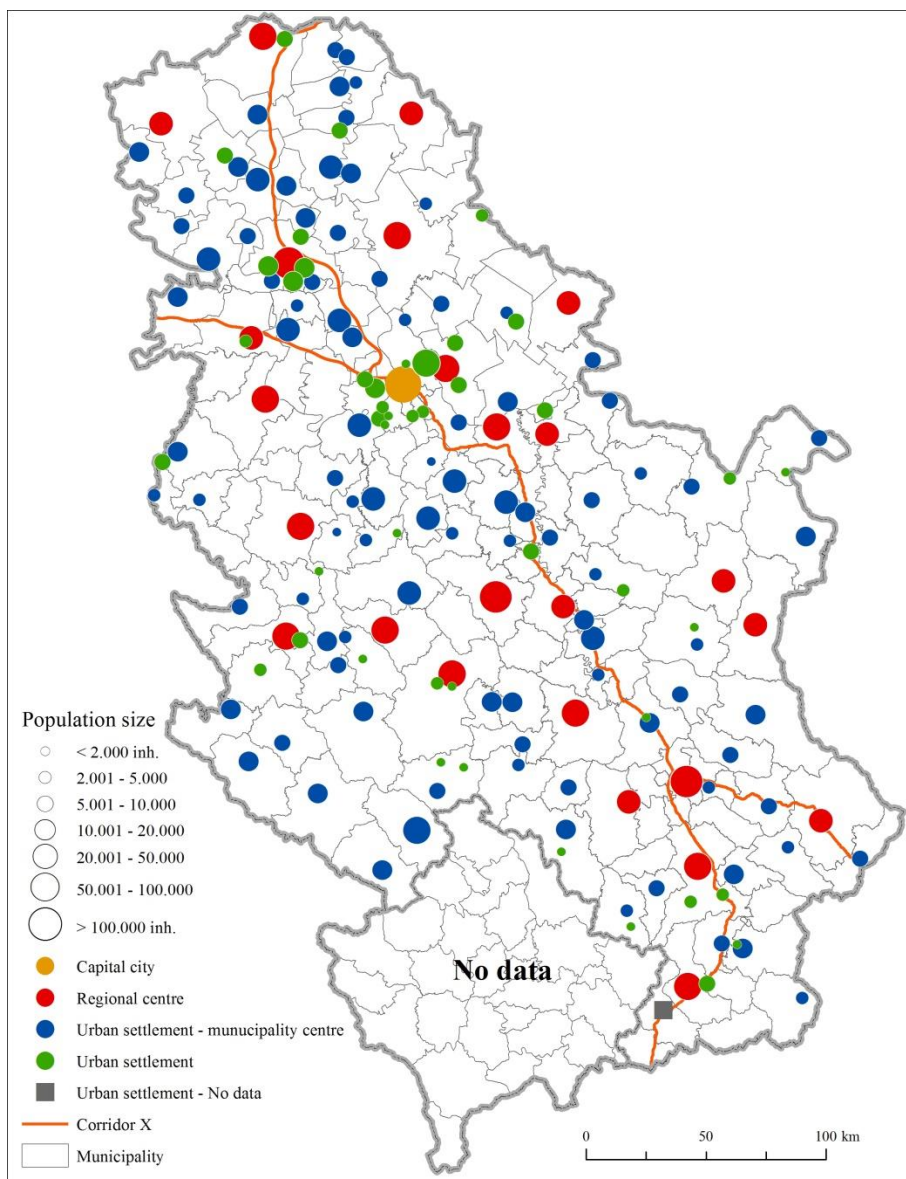 Population size
< 2.000 inh.
2.001 - 5.000
5.001 - 10.000
10.001 - 20.000
20.001 - 50.000
50.001 - 100.000
> 100.000 inh.
Capital city
Regional centre
Urban settlement - munucipality centre
Urban settlement
Urban settlement - No data
Corridor X
Municipality
No data
0 50 100 km